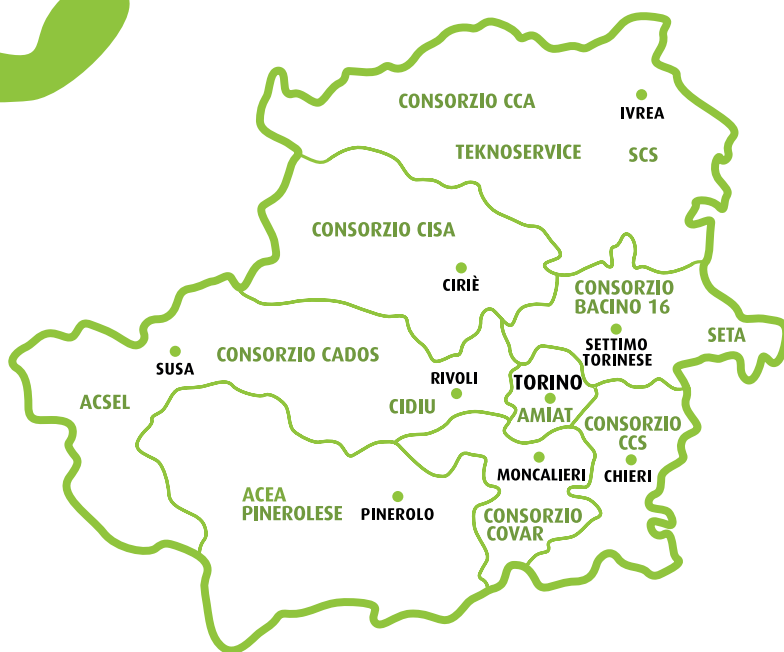 CONSORZIO CCA
IVREA
TEKNOSERVICE
SCS
CONSORZIO CISA
CIRIÈ
CONSORZIO
BACINO 16
SETTIMO
TORINESE
SETA
SUSA
CONSORZIO CADOS
RIVOLI
CIDIU
TORINO
AMIAT
ACSEL
CONSORZIO
CCS
CHIERI
MONCALIERI
ACEA
PINEROLESE
PINEROLO
CONSORZIO
COVAR